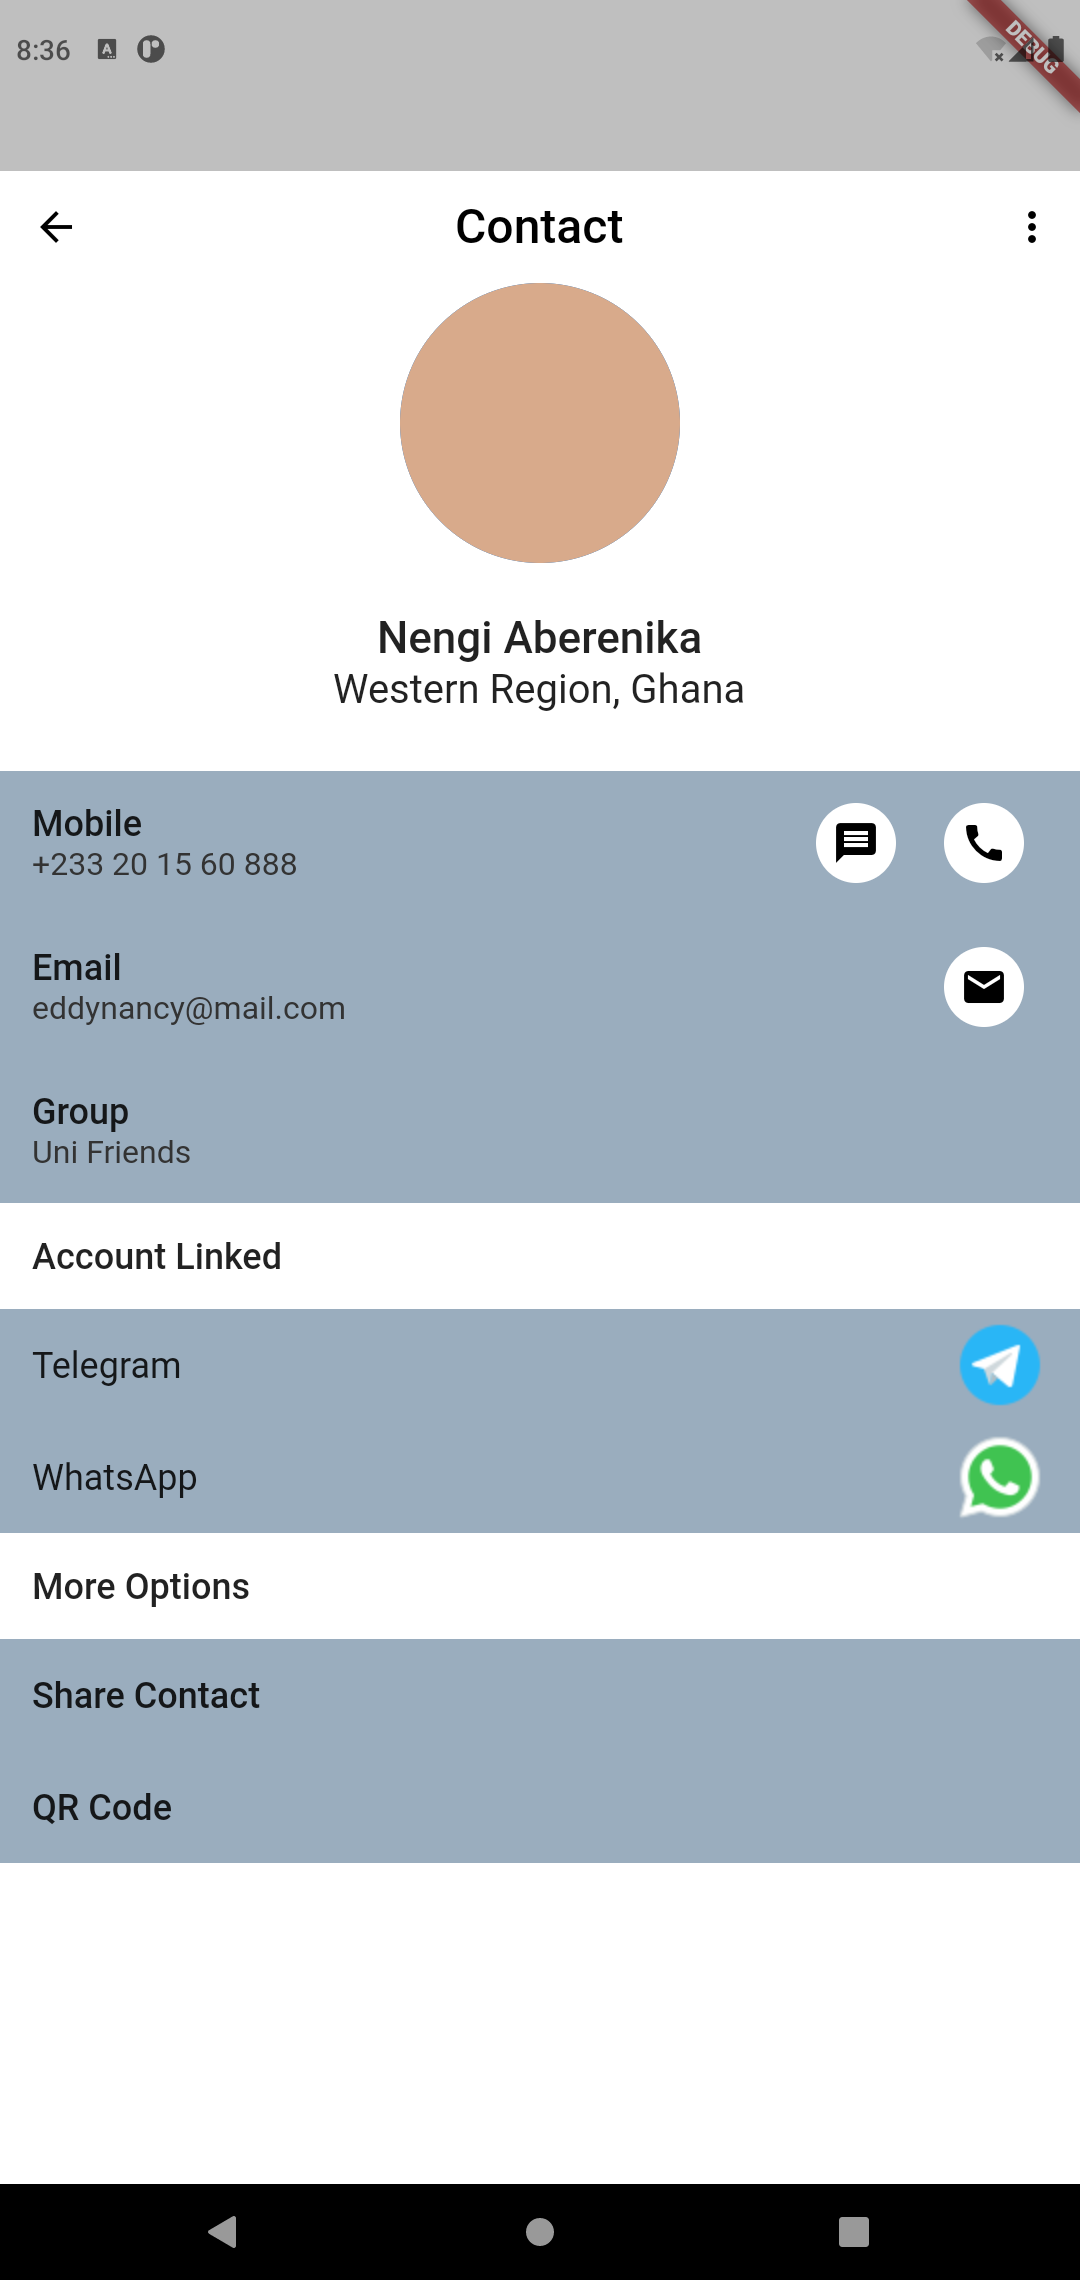 8:36
DEBUG
Contact
Nengi Aberenika
Western Region, Ghana
Mobile
+233 20 15 60 888
Email
eddynancy@mail.com
Group
Uni Friends
Account Linked
Telegram
WhatsApp
More Options
Share Contact
QR Code